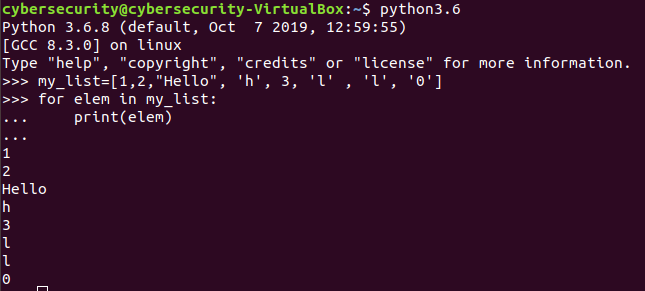 cybersecurity@cybersecurity-VirtualBox:~$ python3.6
Python 3.6.8 (default, Oct  7 2019, 12:59:55)
[GCC 8.3.0] on linux
Type "help", "copyright", "credits" or "license" for more information.
>>> my_list=[1,2,"Hello", 'h', 3, 'l' , 'l', '0']
>>> for elem in my_list:
...     print(elem)
...
1
2
Hello
h
3
l
l
0